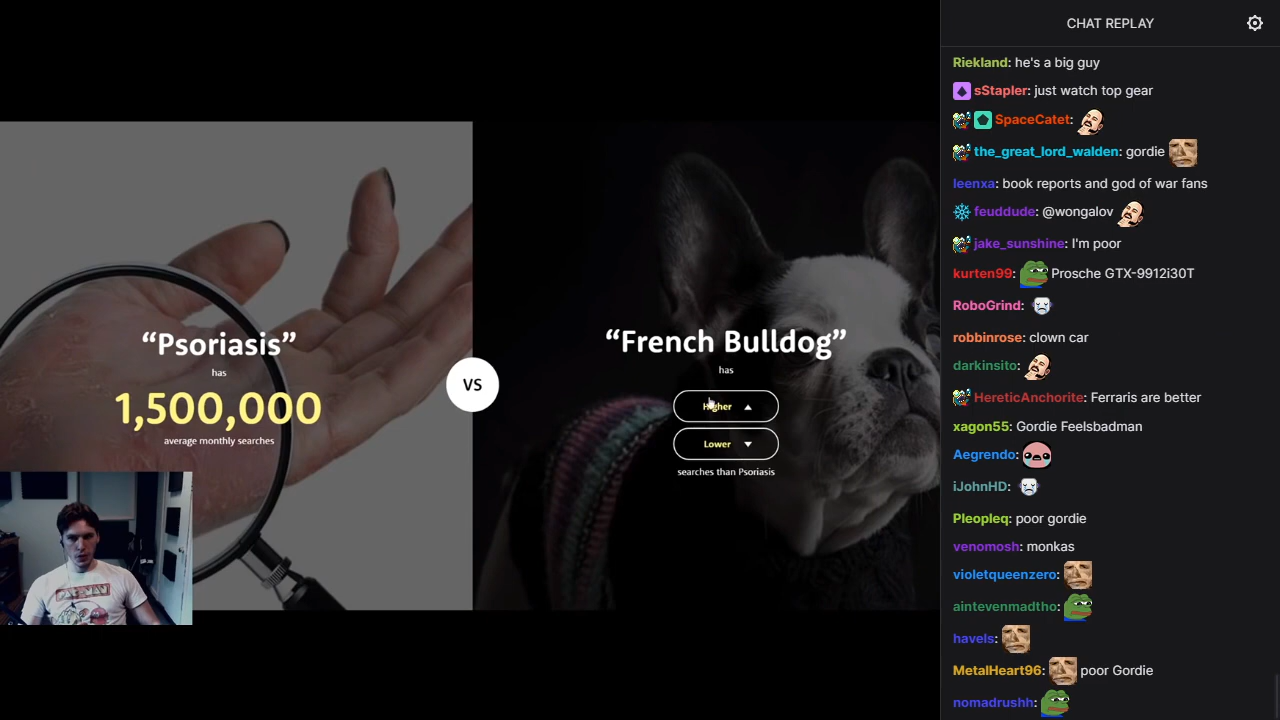 “Psoriasis”
has
1,500,000
average monthly searches
VS
“French Bulldog”
has
Higher
Lower
searches than Psoriasis
CHAT REPLAY
Riekland: he's a big guy
sStapler: just watch top gear
SpaceCatet:
the_great_lord_walden: gordie
leenxa: book reports and god of war fans
feuddude: @wongalov
jake_sunshine: I'm poor
kurten99: Prosche GTX-9912i30T
RoboGrind:
robbinrose: clown car
darkinsito:
HereticAnchorite: Ferraris are better
xagon55: Gordie Feelsbadman
Aegrendo:
iJohnHD:
Pleopleq: poor gordie
venomosh: monkas
violetqueenzero:
aintevenmadtho:
havels:
MetalHeart96: poor Gordie
nomadrushh: